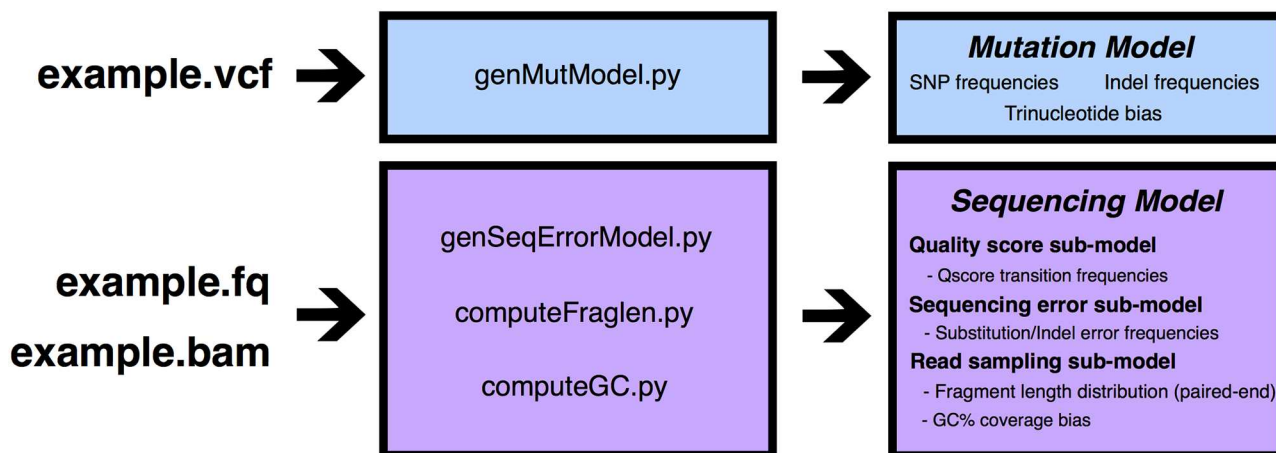 example.vcf
genMutModel.py
Mutation Model
SNP frequencies Indel frequencies
Trinucleotide bias
example.fq
example.bam
genSeqErrorModel.py
computeFraglen.py
computeGC.py
Sequencing Model
Quality score sub-model
- Qscore transition frequencies
Sequencing error sub-model
- Substitution/Indel error frequencies
Read sampling sub-model
- Fragment length distribution (paired-end)
- GC% coverage bias